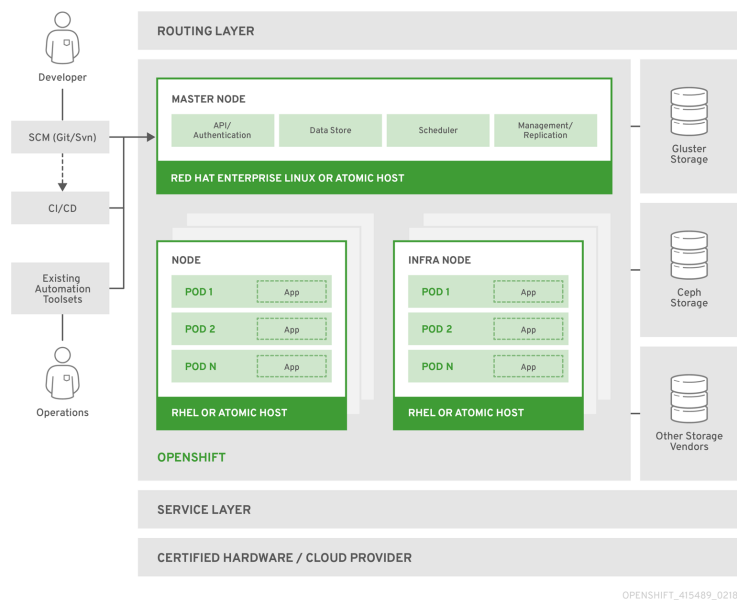 ROUTING LAYER
Developer
SCM (Git/Svn)
CI/CD
Existing
Automation
Toolsets
Operations
MASTER NODE
API/
Authentication
Data Store
Scheduler
Management/
Replication
RED HAT ENTERPRISE LINUX OR ATOMIC HOST
NODE
POD 1
App
POD 2
App
POD N
App
RHEL OR ATOMIC HOST
INFRA NODE
POD 1
App
POD 2
App
POD N
App
RHEL OR ATOMIC HOST
OPENSHIFT
Gluster
Storage
Ceph
Storage
Other Storage
Vendors
SERVICE LAYER
CERTIFIED HARDWARE / CLOUD PROVIDER
OPENSHIFT_415489_0218